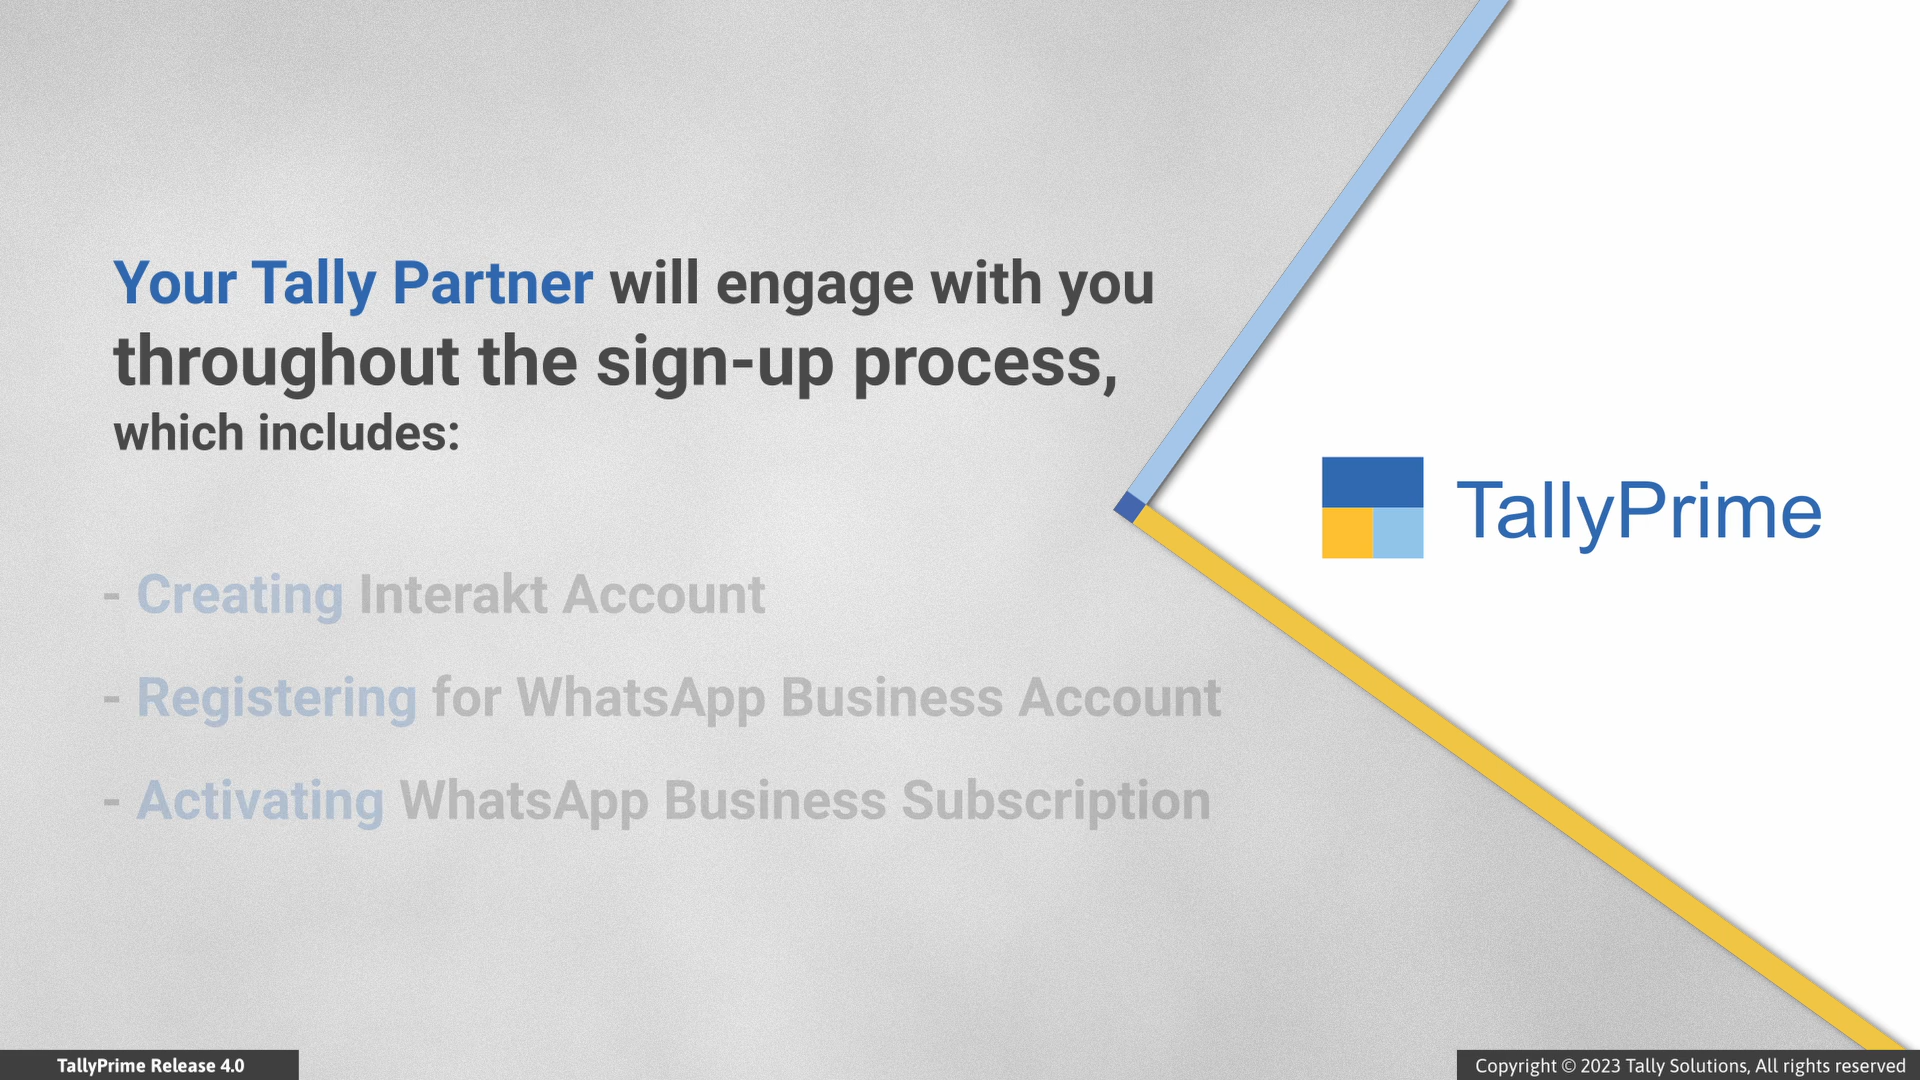 Your Tally Partner will engage with you
throughout the sign-up process,
which includes:
- Creating Interakt Account
- Registering for WhatsApp Business Account
- Activating WhatsApp Business Subscription
TallyPrime
TallyPrime Release 4.0
Copyright © 2023 Tally Solutions, All rights reserved